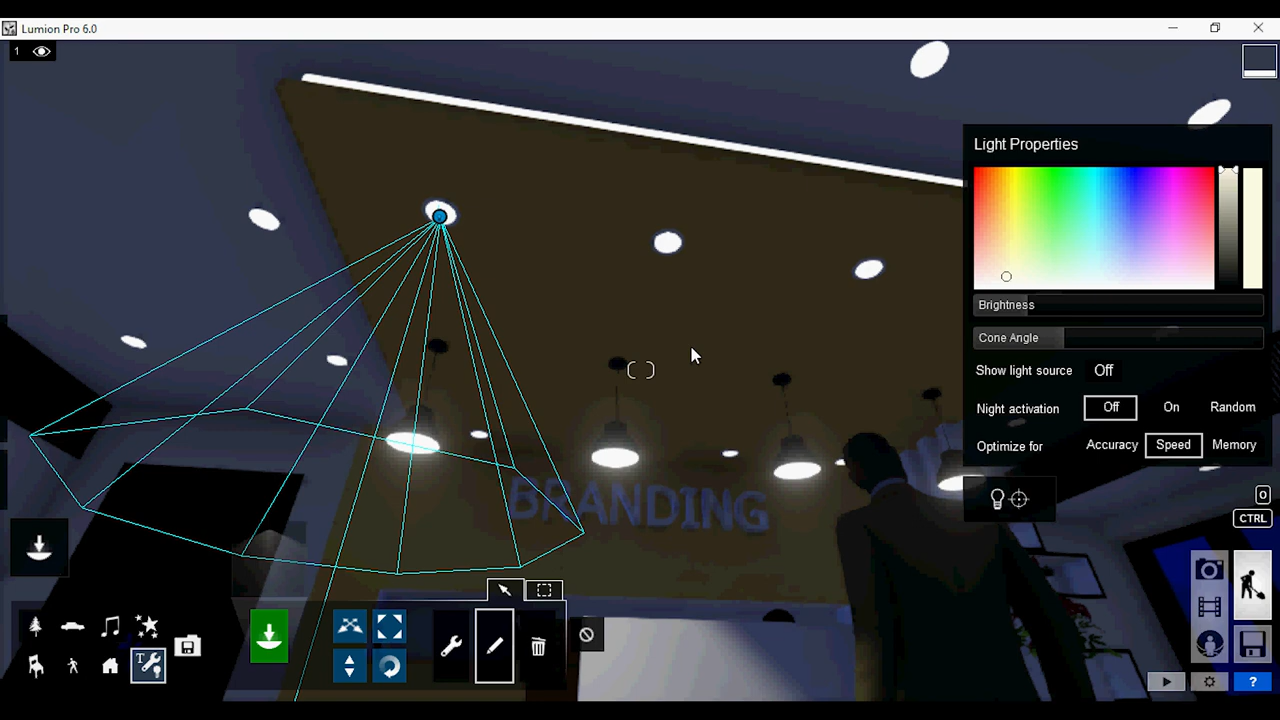 Lumion Pro 6.0
1
Light Properties
Brightness
Cone Angle
Show light source Off
Night activation Off On Random
Optimize for Accuracy Speed Memory
BRANDING
O
CTRL
T
?